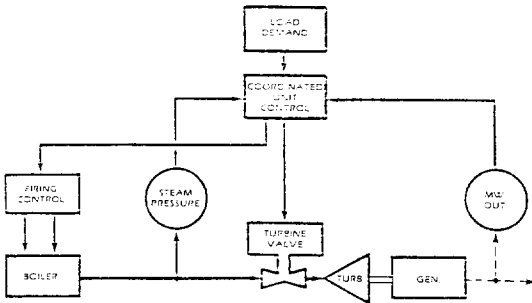 LOAD
DEMAND
COORDINATED
UNIT
CONTROL
FIRING
CONTROL
STEAM
PRESSURE
MW
OUT
TURBINE
VALVE
BOILER
TURB
GEN.